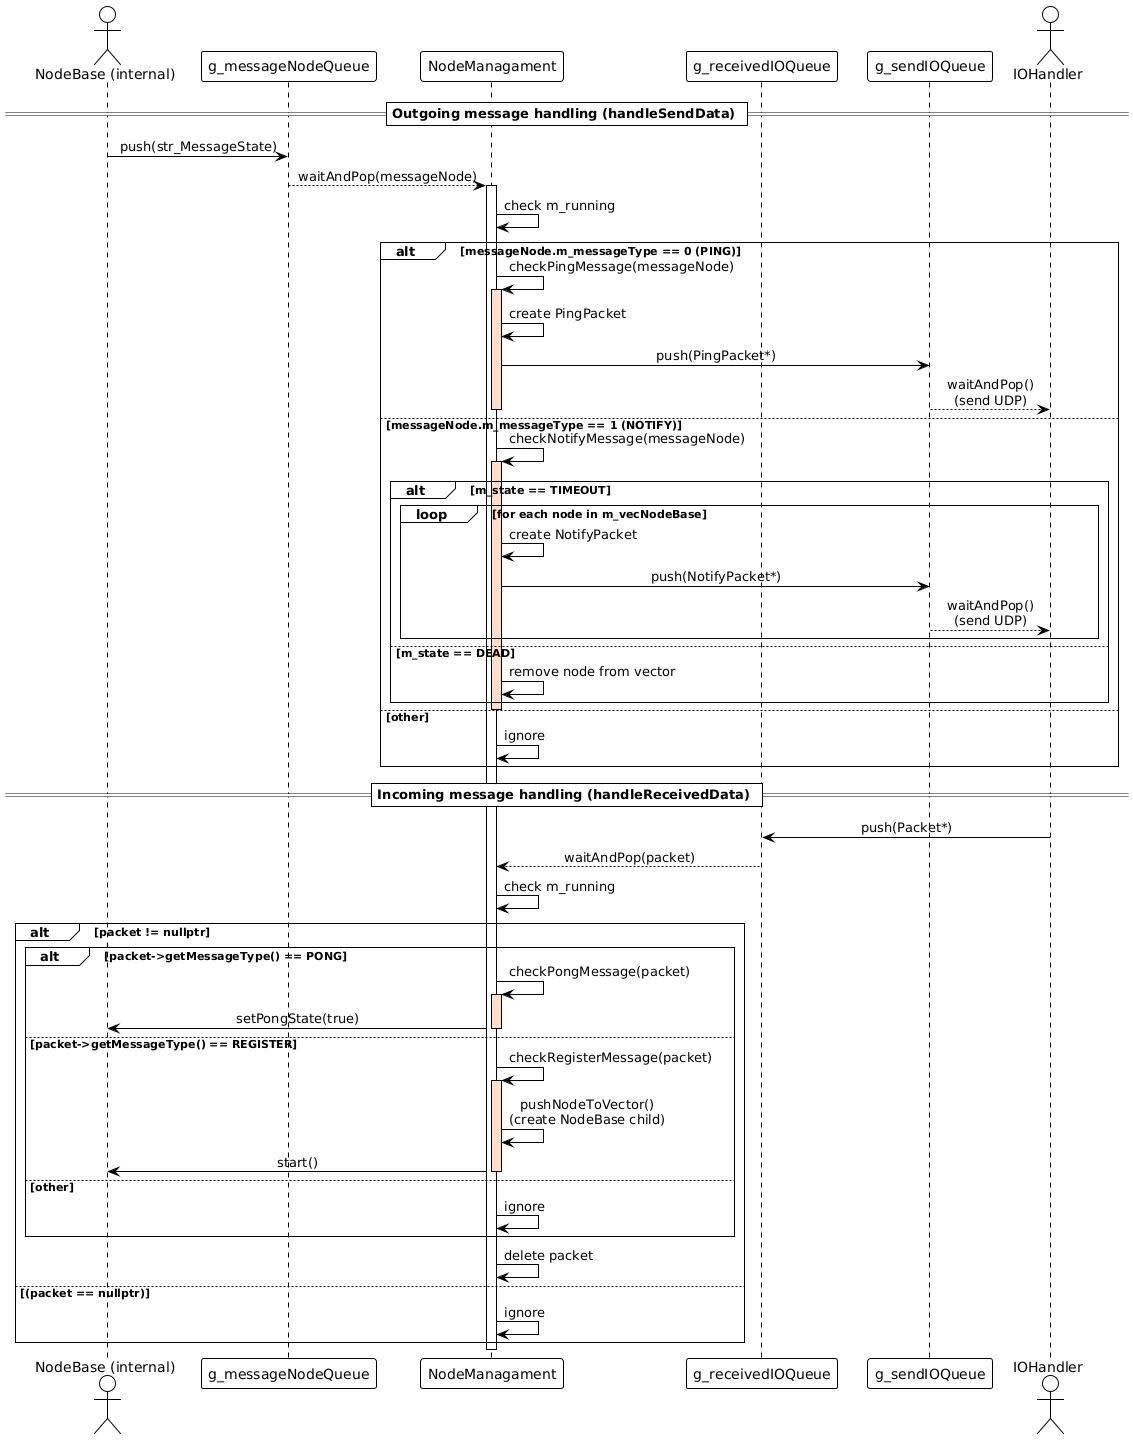 NodeBase (internal)
g_messageNodeQueue
NodeManagament
g_receivedIOQueue
g_sendIOQueue
IOHandler
Outgoing message handling (handleSendData)
push(str_MessageState)
waitAndPop(messageNode)
check m_running
alt [messageNode.m_messageType == 0 (PING)]
checkPingMessage(messageNode)
create PingPacket
push(PingPacket*)
waitAndPop()
(send UDP)
[messageNode.m_messageType == 1 (NOTIFY)]
checkNotifyMessage(messageNode)
alt [m_state == TIMEOUT]
loop [for each node in m_vecNodeBase]
create NotifyPacket
push(NotifyPacket*)
waitAndPop()
(send UDP)
[m_state == DEAD]
remove node from vector
[other]
ignore
Incoming message handling (handleReceivedData)
push(Packet*)
waitAndPop(packet)
check m_running
alt [packet != nullptr]
alt [packet->getMessageType() == PONG]
checkPongMessage(packet)
setPongState(true)
[packet->getMessageType() == REGISTER]
checkRegisterMessage(packet)
pushNodeToVector()
(create NodeBase child)
start()
[other]
ignore
delete packet
[(packet == nullptr)]
ignore
NodeBase (internal)
g_messageNodeQueue
NodeManagament
g_receivedIOQueue
g_sendIOQueue
IOHandler